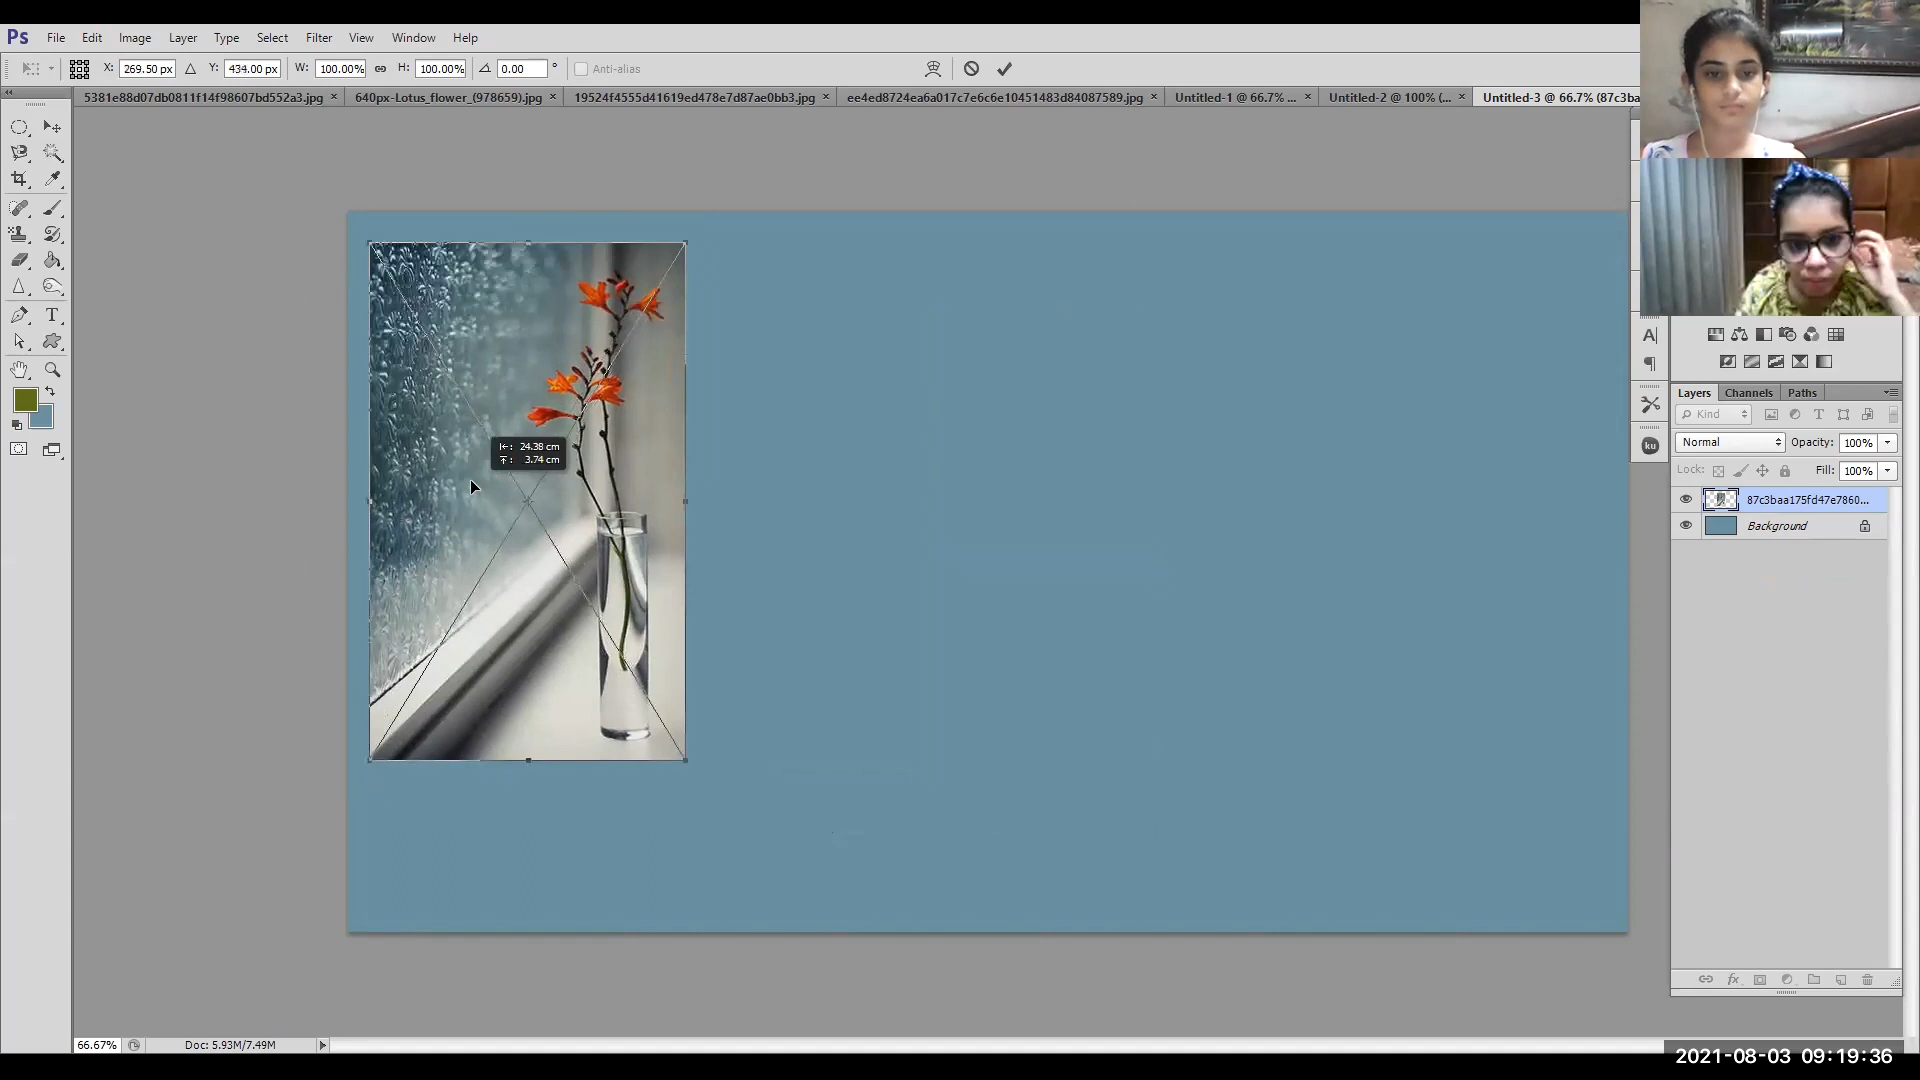 Ps File Edit Image Layer Type Select Filter View Window Help
X: 269.50 px Y: 434.00 px W: 100.00% H: 100.00% 0.00 ° Anti-alias
5381e88d07db0811f14f98607bd552a3.jpg × 640px-Lotus_flower_(978659).jpg × 19524f4555d41619ed478e7d87ae0bb3.jpg × ee4ed8724ea6a017c7e6c6e10451483d84087589.jpg × Untitled-1 @ 66.7% ... × Untitled-2 @ 100% (... × Untitled-3 @ 66.7% (87c3ba
T
A
¶
ku
24.38 cm
3.74 cm
Layers Channels Paths
Kind T
Normal Opacity: 100%
Lock: Fill: 100%
87c3baa175fd47e7860...
Background
fx
66.67% Doc: 5.93M/7.49M
2021-08-03 09:19:36